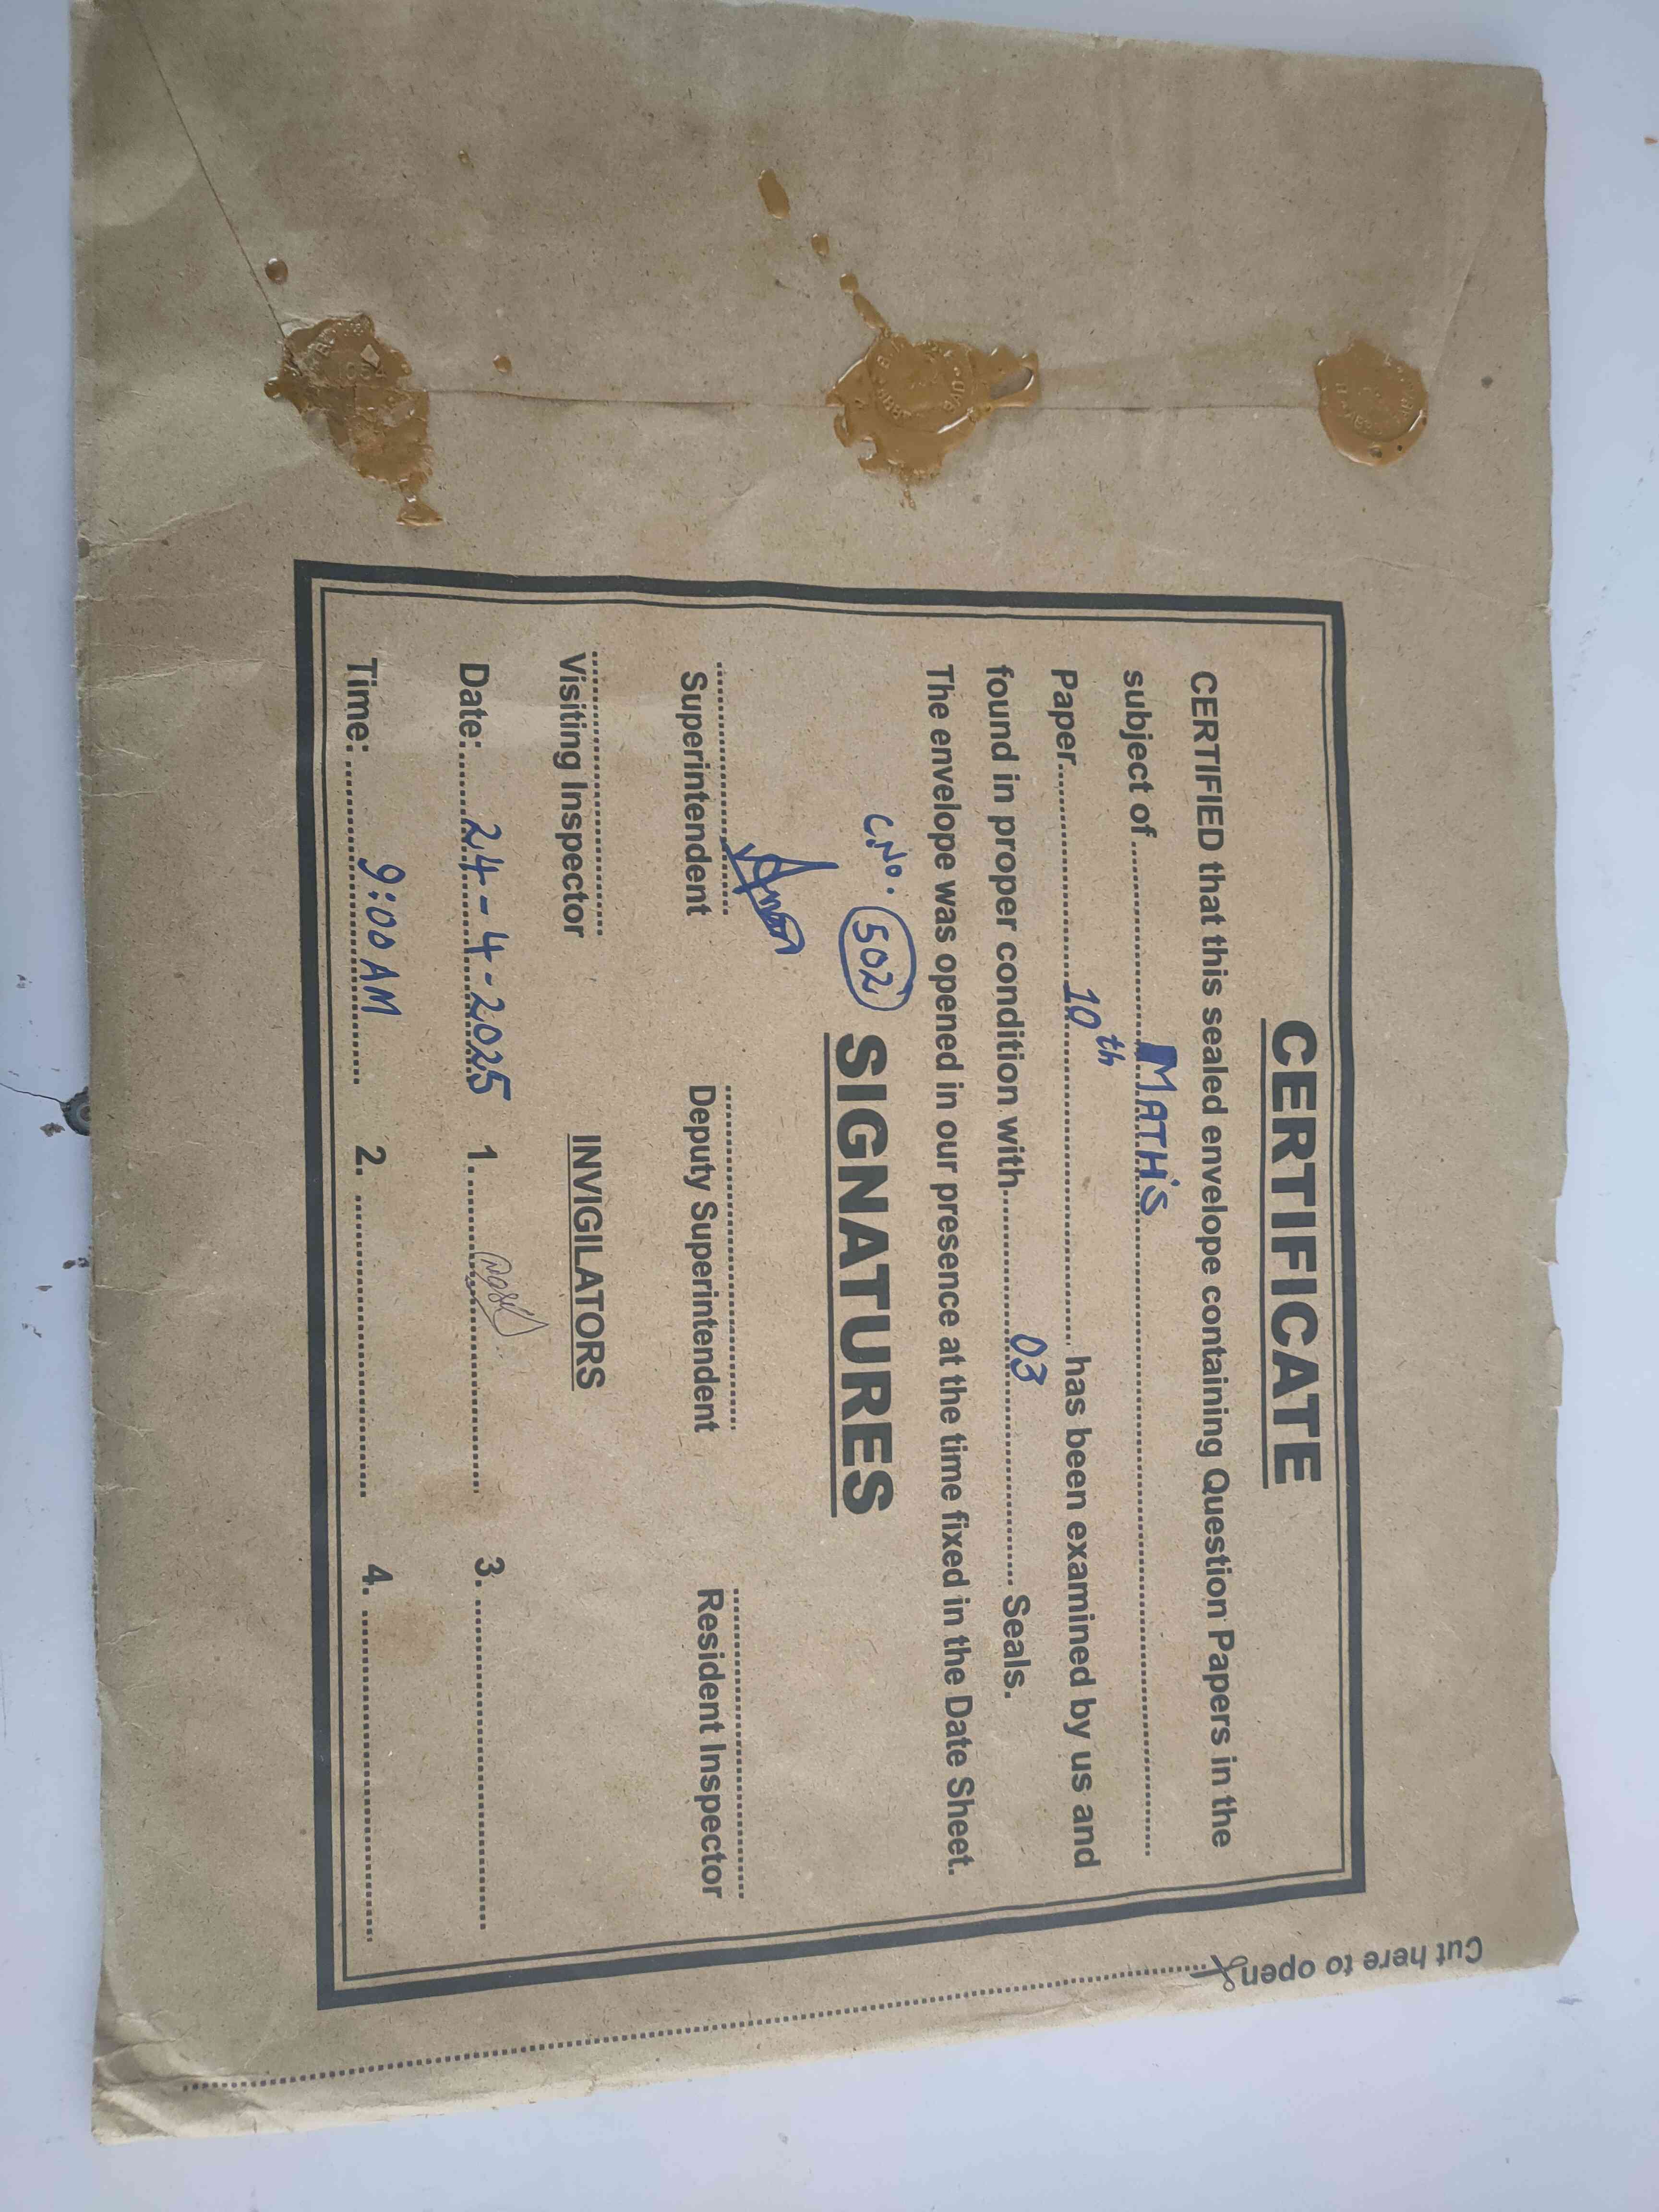 CERTIFICATE
CERTIFIED that this sealed envelope containing Question Papers in the
subject of........MATH'S........
Paper........10th........has been examined by us and
found in proper condition with........03........Seals.
The envelope was opened in our presence at the time fixed in the Date Sheet.
C.No. 502 SIGNATURES
Superintendent Deputy Superintendent Resident Inspector
Visiting Inspector INVIGILATORS
Date:........24-4-2025 1......... 3.........
Time:........9:00 AM 2......... 4.........
Cut here to open